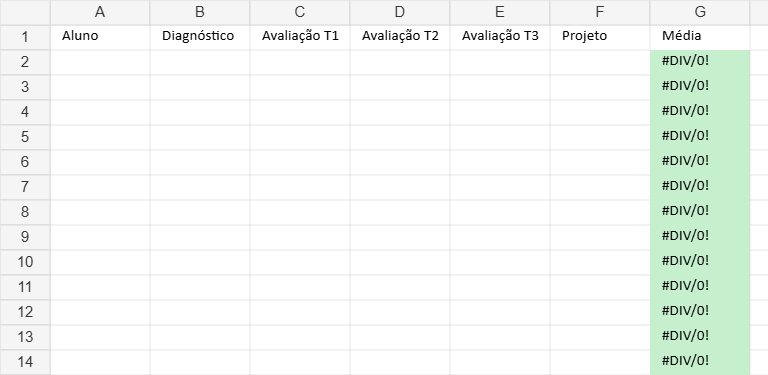 A B C D E F G
1 Aluno Diagnóstico Avaliação T1 Avaliação T2 Avaliação T3 Projeto Média
2 #DIV/0!
3 #DIV/0!
4 #DIV/0!
5 #DIV/0!
6 #DIV/0!
7 #DIV/0!
8 #DIV/0!
9 #DIV/0!
10 #DIV/0!
11 #DIV/0!
12 #DIV/0!
13 #DIV/0!
14 #DIV/0!